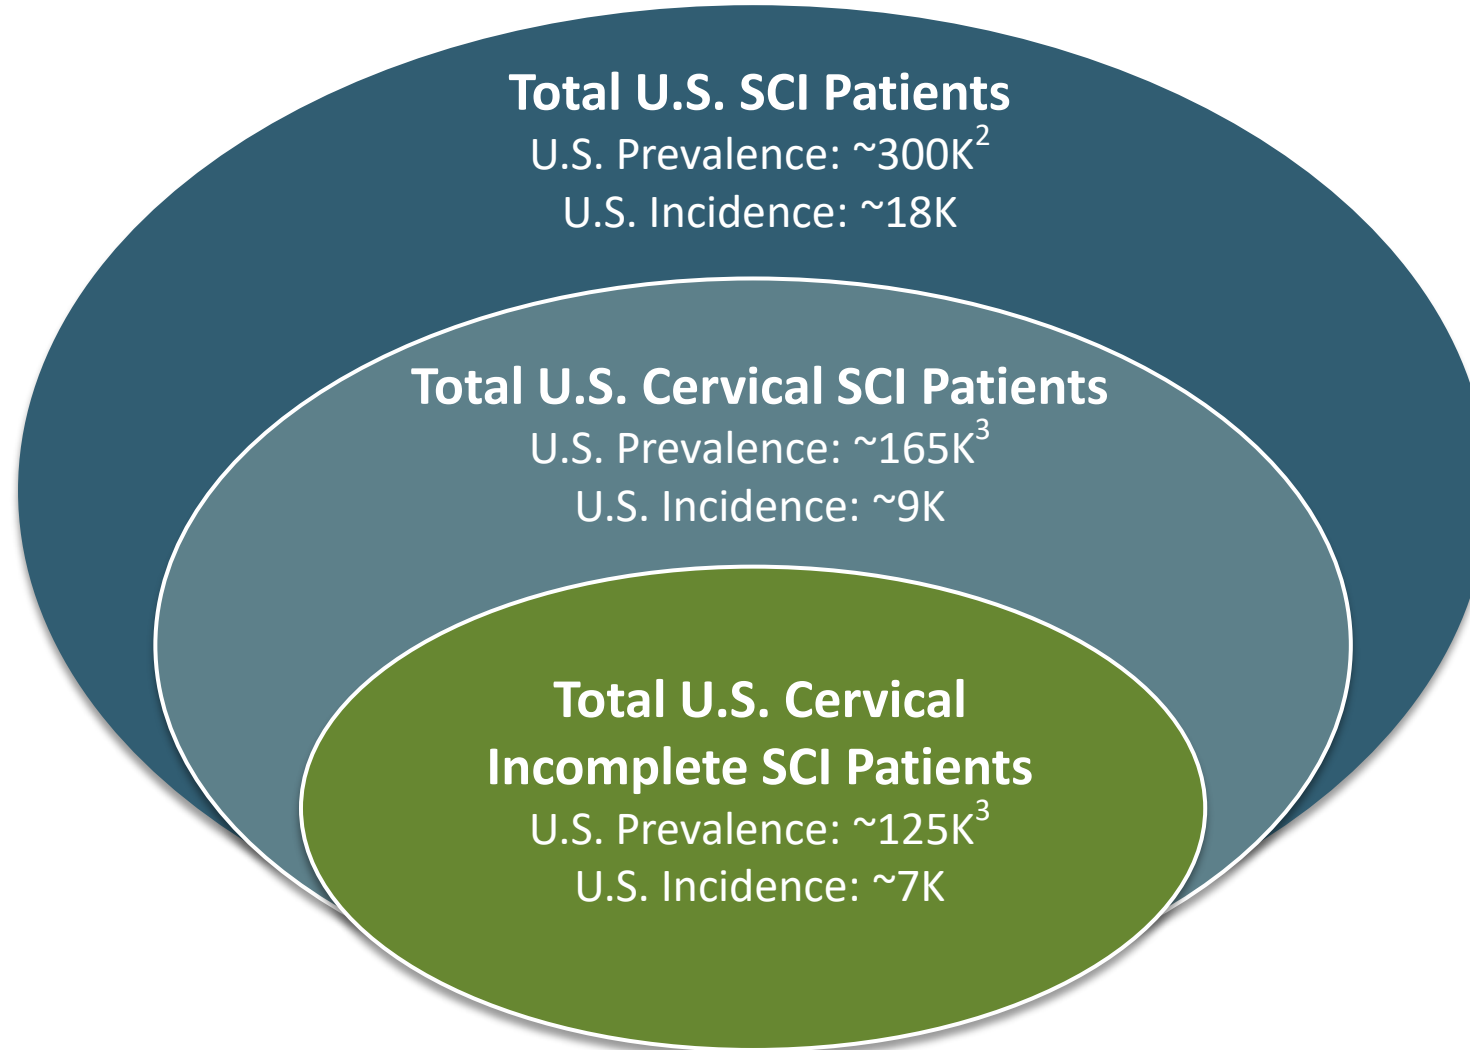 Total U.S. SCI Patients
U.S. Prevalence: ~300K²
U.S. Incidence: ~18K
Total U.S. Cervical SCI Patients
U.S. Prevalence: ~165K³
U.S. Incidence: ~9K
Total U.S. Cervical
Incomplete SCI Patients
U.S. Prevalence: ~125K³
U.S. Incidence: ~7K